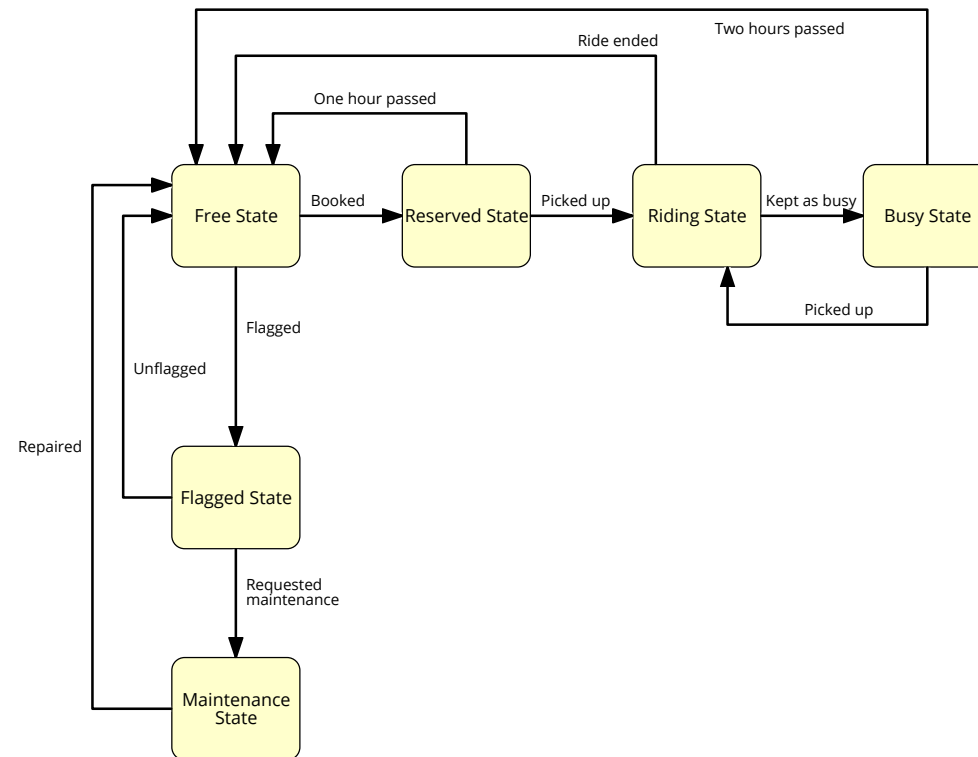 Two hours passed
Ride ended
One hour passed
Free State
Booked
Reserved State
Picked up
Riding State
Kept as busy
Busy State
Picked up
Flagged
Unflagged
Repaired
Flagged State
Requested
maintenance
Maintenance
State